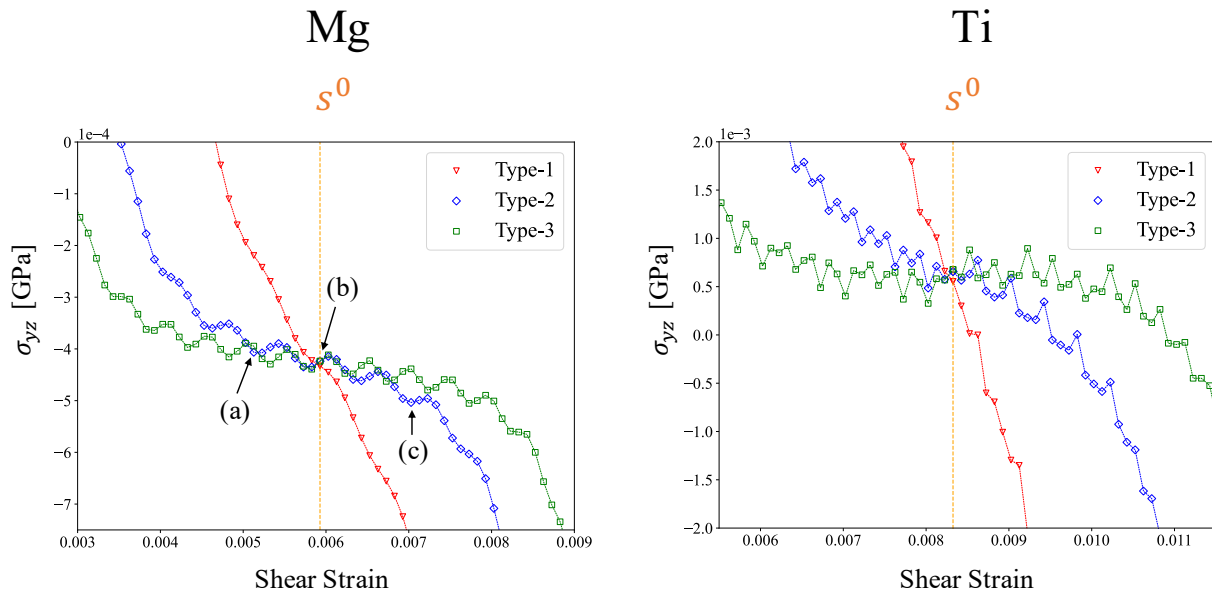 Mg
s⁰
1e−4
0
−1
−2
−3
−4
−5
−6
−7
σyz [GPa]
Type-1
Type-2
Type-3
(a)
(b)
(c)
0.003 0.004 0.005 0.006 0.007 0.008 0.009
Shear Strain
Ti
s⁰
1e−3
2.0
1.5
1.0
0.5
0.0
−0.5
−1.0
−1.5
−2.0
σyz [GPa]
Type-1
Type-2
Type-3
0.006 0.007 0.008 0.009 0.010 0.011
Shear Strain